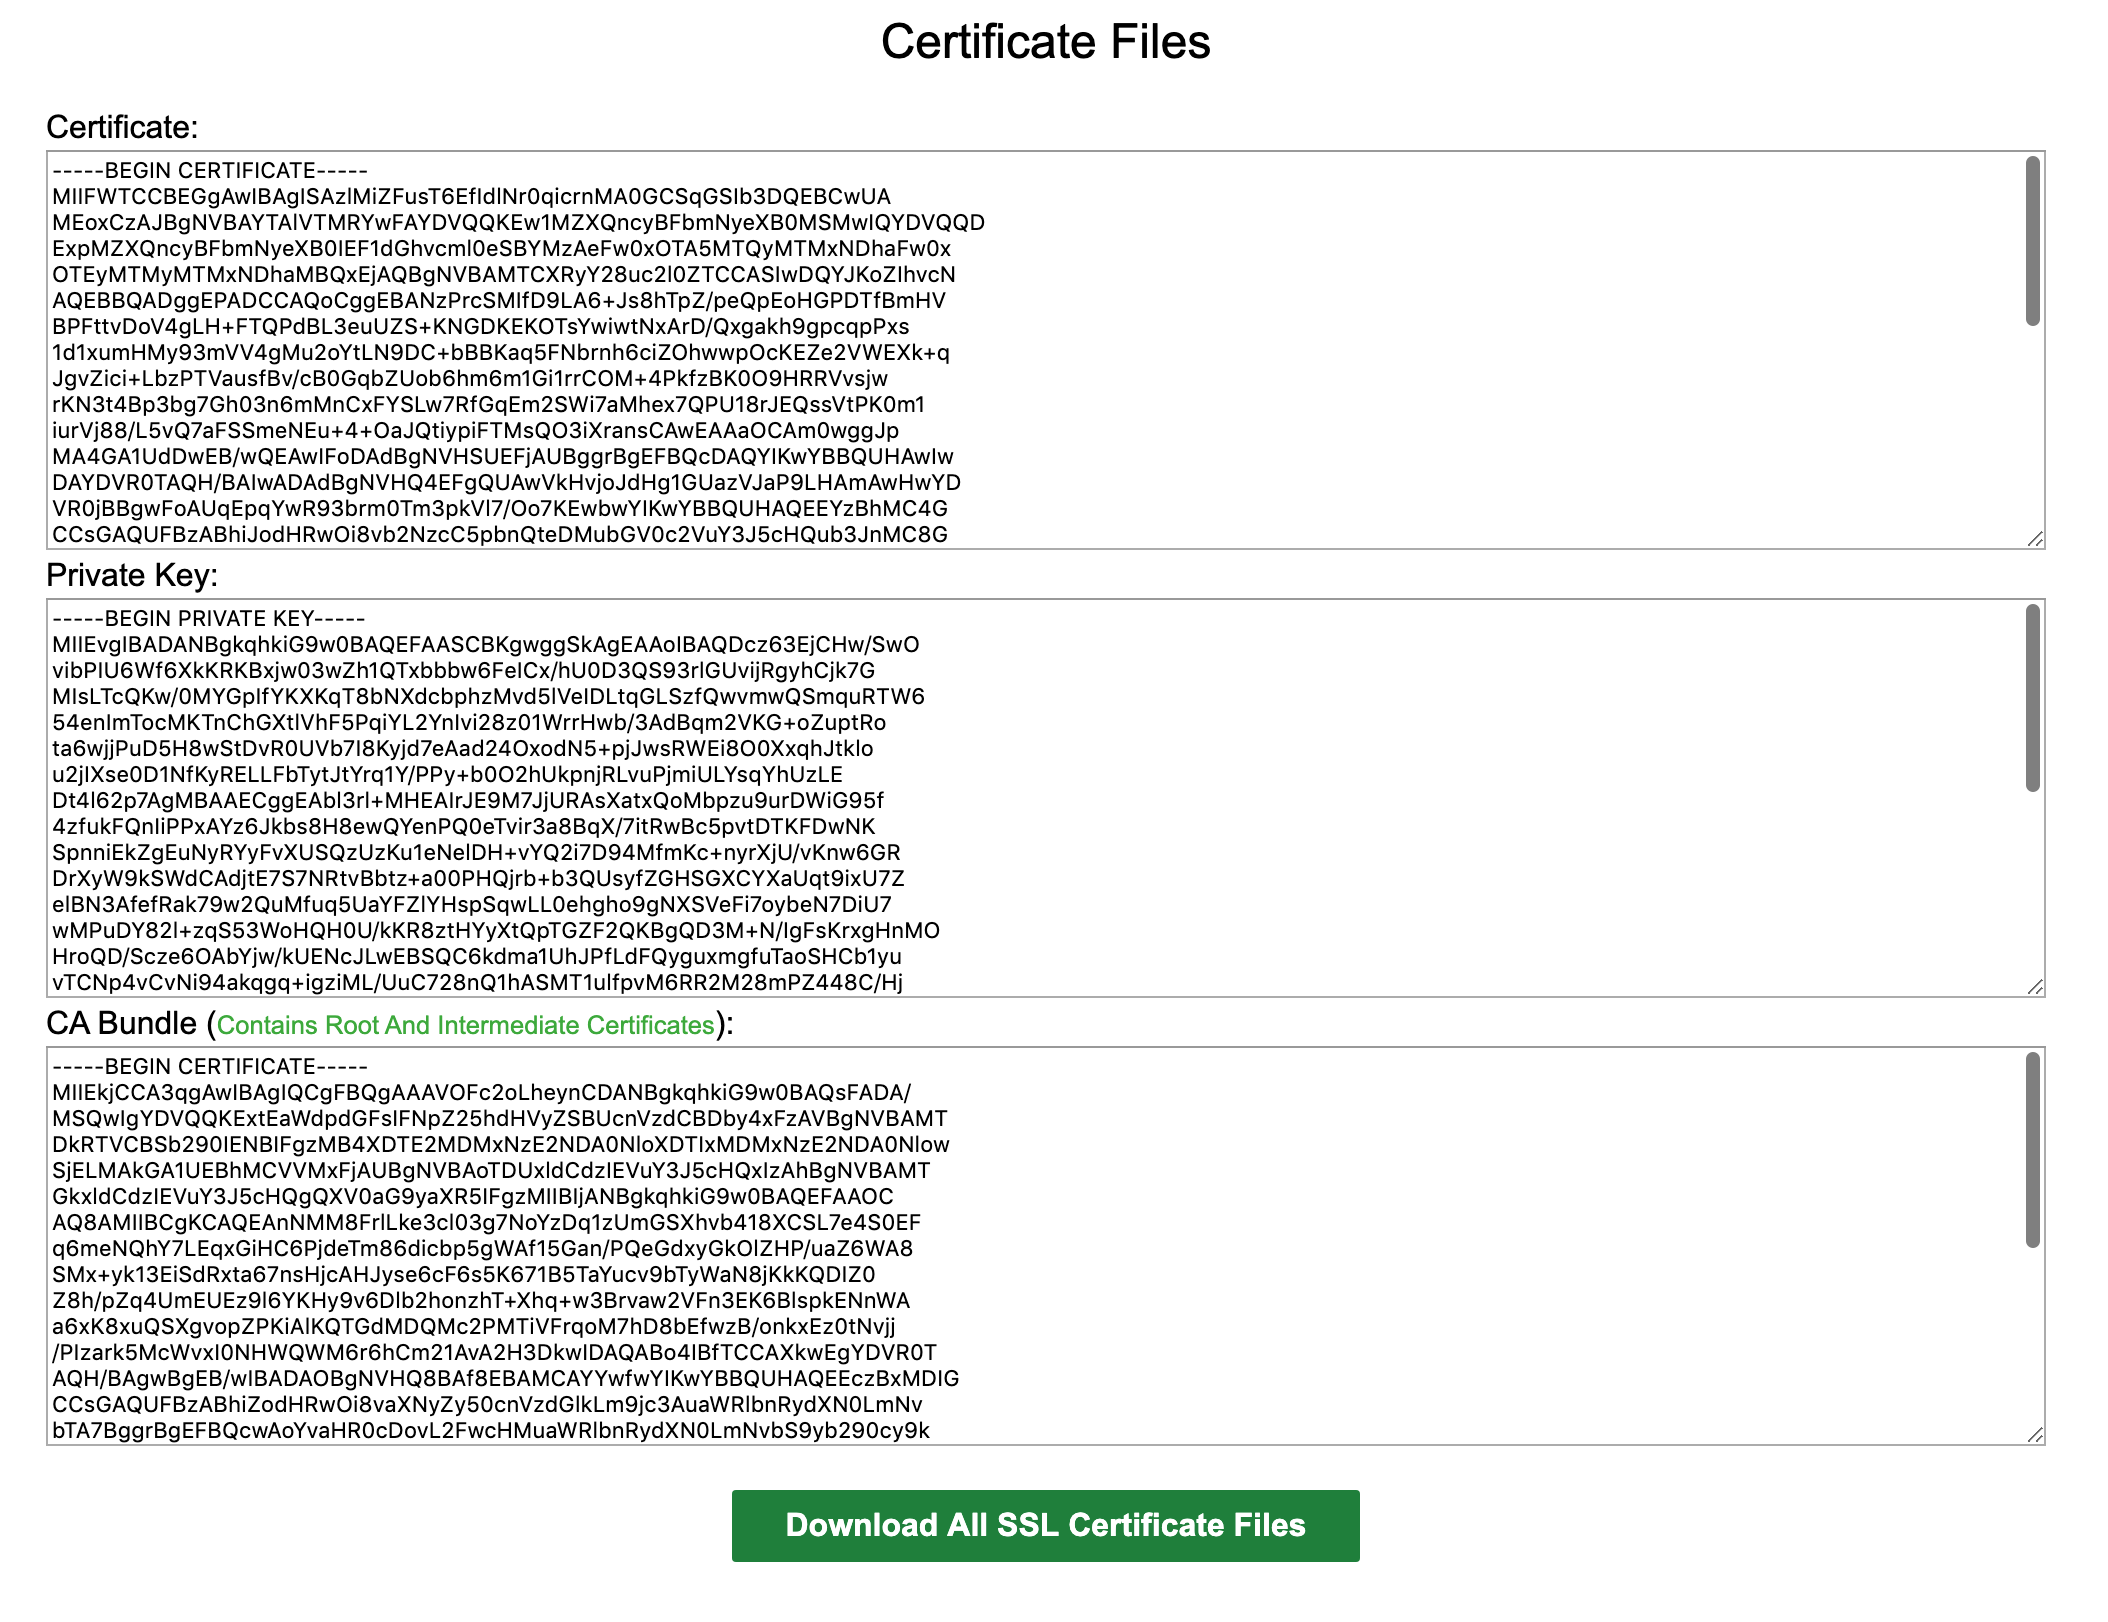 Certificate Files
Certificate:
-----BEGIN CERTIFICATE-----
MIIFWTCCBEGgAwIBAgISAzlMiZFusT6EfIdlNr0qicrnMA0GCSqGSIb3DQEBCwUA
MEoxCzAJBgNVBAYTAlVTMRYwFAYDVQQKEw1MZXQncyBFbmNyeXB0MSMwIQYDVQQD
ExpMZXQncyBFbmNyeXB0IEF1dGhvcml0eSBYMzAeFw0xOTA5MTQyMTMxNDhaFw0x
OTEyMTMyMTMxNDhaMBQxEjAQBgNVBAMTCXRyY28uc2l0ZTCCASIwDQYJKoZIhvcN
AQEBBQADggEPADCCAQoCggEBANzPrcSMIfD9LA6+Js8hTpZ/peQpEoHGPDTfBmHV
BPFttvDoV4gLH+FTQPdBL3euUZS+KNGDKEKOTsYwiwtNxArD/Qxgakh9gpcqpPxs
1d1xumHMy93mVV4gMu2oYtLN9DC+bBBKaq5FNbrnh6ciZOhwwpOcKEZe2VWEXk+q
JgvZici+LbzPTVausfBv/cB0GqbZUob6hm6m1Gi1rrCOM+4PkfzBK0O9HRRVvsjw
rKN3t4Bp3bg7Gh03n6mMnCxFYSLw7RfGqEm2SWi7aMhex7QPU18rJEQssVtPK0m1
iurVj88/L5vQ7aFSSmeNEu+4+OaJQtiypiFTMsQO3iXransCAwEAAaOCAm0wggJp
MA4GA1UdDwEB/wQEAwIFoDAdBgNVHSUEFjAUBggrBgEFBQcDAQYIKwYBBQUHAwIw
DAYDVR0TAQH/BAIwADAdBgNVHQ4EFgQUAwVkHvjoJdHg1GUazVJaP9LHAmAwHwYD
VR0jBBgwFoAUqEpqYwR93brm0Tm3pkVl7/Oo7KEwbwYIKwYBBQUHAQEEYzBhMC4G
CCsGAQUFBzABhiJodHRwOi8vb2NzcC5pbnQteDMubGV0c2VuY3J5cHQub3JnMC8G
Private Key:
-----BEGIN PRIVATE KEY-----
MIIEvgIBADANBgkqhkiG9w0BAQEFAASCBKgwggSkAgEAAoIBAQDcz63EjCHw/SwO
vibPIU6Wf6XkKRKBxjw03wZh1QTxbbbw6FeICx/hU0D3QS93rlGUvijRgyhCjk7G
MIsLTcQKw/0MYGpIfYKXKqT8bNXdcbphzMvd5lVeIDLtqGLSzfQwvmwQSmquRTW6
54enImTocMKTnChGXtlVhF5PqiYL2YnIvi28z01WrrHwb/3AdBqm2VKG+oZuptRo
ta6wjjPuD5H8wStDvR0UVb7I8Kyjd7eAad24OxodN5+pjJwsRWEi8O0XxqhJtklo
u2jIXse0D1NfKyRELLFbTytJtYrq1Y/PPy+b0O2hUkpnjRLvuPjmiULYsqYhUzLE
Dt4l62p7AgMBAAECggEAbl3rl+MHEAIrJE9M7JjURAsXatxQoMbpzu9urDWiG95f
4zfukFQnIiPPxAYz6Jkbs8H8ewQYenPQ0eTvir3a8BqX/7itRwBc5pvtDTKFDwNK
SpnniEkZgEuNyRYyFvXUSQzUzKu1eNelDH+vYQ2i7D94MfmKc+nyrXjU/vKnw6GR
DrXyW9kSWdCAdjtE7S7NRtvBbtz+a00PHQjrb+b3QUsyfZGHSGXCYXaUqt9ixU7Z
elBN3AfefRak79w2QuMfuq5UaYFZlYHspSqwLL0ehgho9gNXSVeFi7oybeN7DiU7
wMPuDY82l+zqS53WoHQH0U/kKR8ztHYyXtQpTGZF2QKBgQD3M+N/IgFsKrxgHnMO
HroQD/Scze6OAbYjw/kUENcJLwEBSQC6kdma1UhJPfLdFQyguxmgfuTaoSHCb1yu
vTCNp4vCvNi94akqgq+igziML/UuC728nQ1hASMT1ulfpvM6RR2M28mPZ448C/Hj
CA Bundle (Contains Root And Intermediate Certificates):
-----BEGIN CERTIFICATE-----
MIIEkjCCA3qgAwIBAgIQCgFBQgAAAVOFc2oLheynCDANBgkqhkiG9w0BAQsFADA/
MSQwIgYDVQQKExtEaWdpdGFsIFNpZ25hdHVyZSBUcnVzdCBDby4xFzAVBgNVBAMT
DkRTVCBSb290IENBIFgzMB4XDTE2MDMxNzE2NDA0NloXDTIxMDMxNzE2NDA0Nlow
SjELMAkGA1UEBhMCVVMxFjAUBgNVBAoTDUxldCdzIEVuY3J5cHQxIzAhBgNVBAMT
GkxldCdzIEVuY3J5cHQgQXV0aG9yaXR5IFgzMIIBIjANBgkqhkiG9w0BAQEFAAOC
AQ8AMIIBCgKCAQEAnNMM8FrlLke3cl03g7NoYzDq1zUmGSXhvb418XCSL7e4S0EF
q6meNQhY7LEqxGiHC6PjdeTm86dicbp5gWAf15Gan/PQeGdxyGkOlZHP/uaZ6WA8
SMx+yk13EiSdRxta67nsHjcAHJyse6cF6s5K671B5TaYucv9bTyWaN8jKkKQDIZ0
Z8h/pZq4UmEUEz9l6YKHy9v6Dlb2honzhT+Xhq+w3Brvaw2VFn3EK6BlspkENnWA
a6xK8xuQSXgvopZPKiAlKQTGdMDQMc2PMTiVFrqoM7hD8bEfwzB/onkxEz0tNvjj
/PIzark5McWvxI0NHWQWM6r6hCm21AvA2H3DkwIDAQABo4IBfTCCAXkwEgYDVR0T
AQH/BAgwBgEB/wIBADAOBgNVHQ8BAf8EBAMCAYYwfwYIKwYBBQUHAQEEczBxMDIG
CCsGAQUFBzABhiZodHRwOi8vaXNyZy50cnVzdGlkLm9jc3AuaWRlbnRydXN0LmNv
bTA7BggrBgEFBQcwAoYvaHR0cDovL2FwcHMuaWRlbnRydXN0LmNvbS9yb290cy9k
Download All SSL Certificate Files